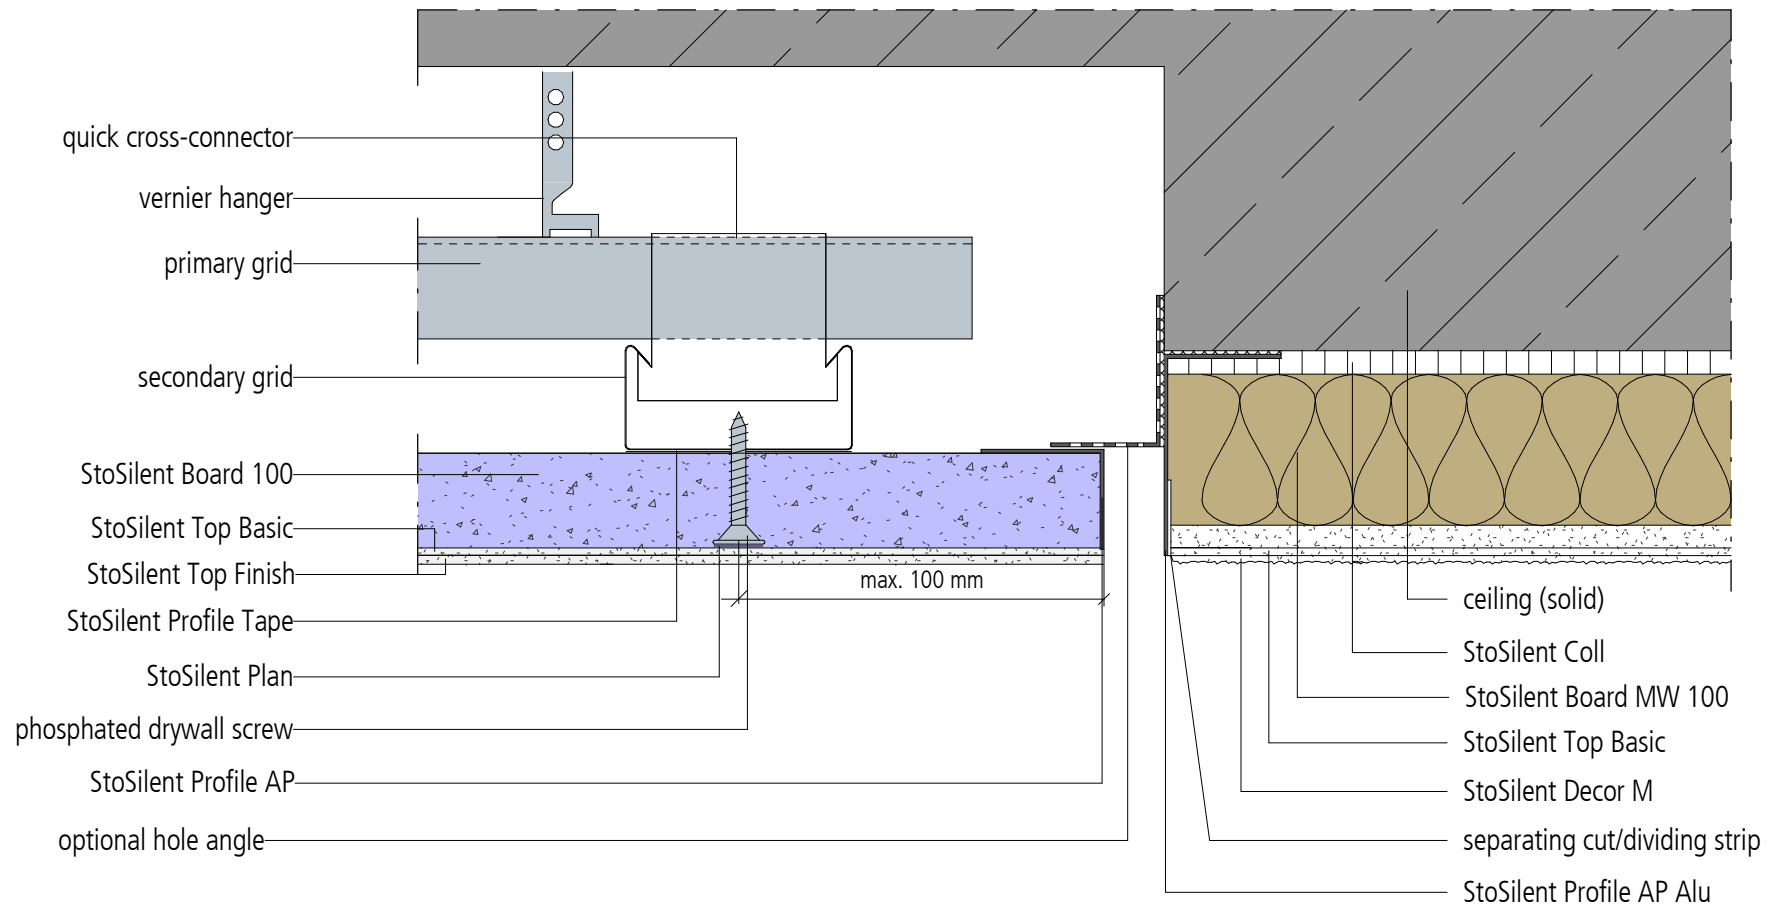 quick cross-connector
vernier hanger
primary grid
secondary grid
StoSilent Board 100
StoSilent Top Basic
StoSilent Top Finish
StoSilent Profile Tape
StoSilent Plan
phosphated drywall screw
StoSilent Profile AP
optional hole angle
max. 100 mm
ceiling (solid)
StoSilent Coll
StoSilent Board MW 100
StoSilent Top Basic
StoSilent Decor M
separating cut/dividing strip
StoSilent Profile AP Alu